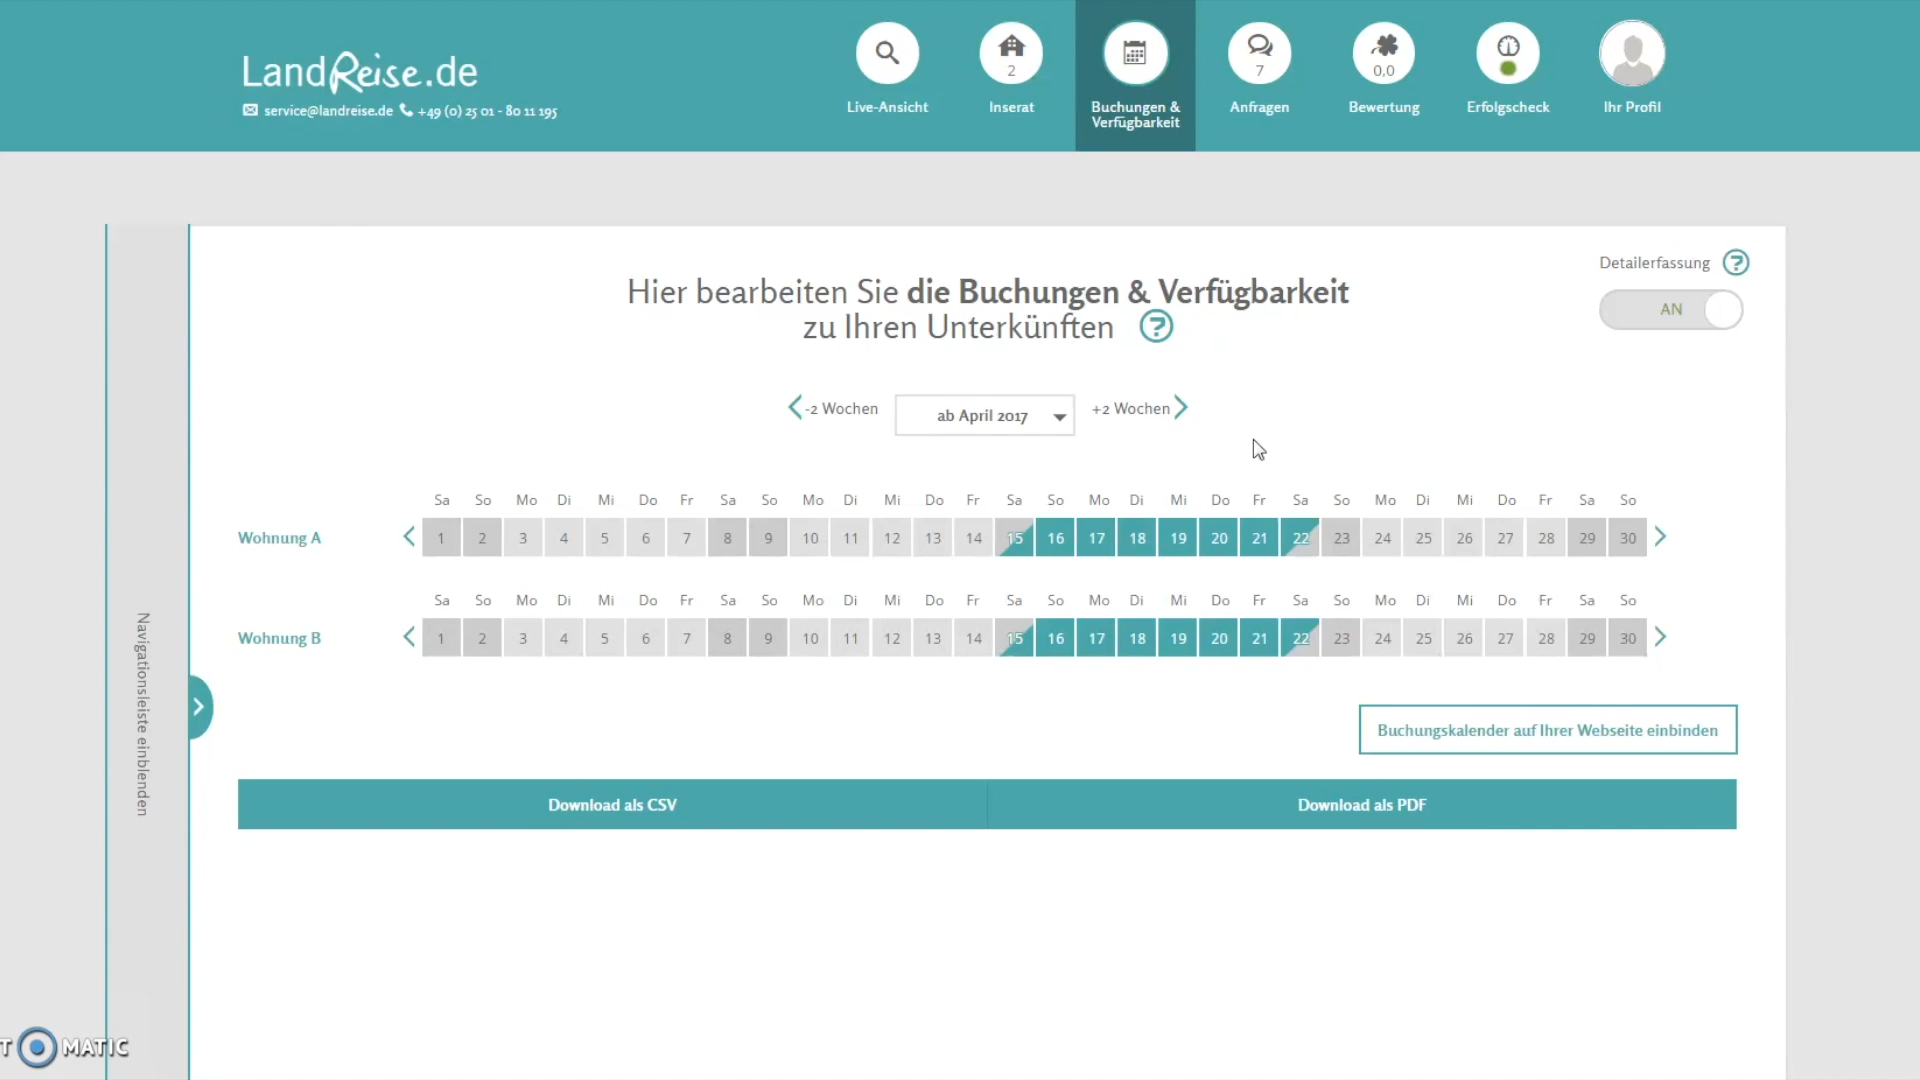 LandReise.de
service@landreise.de +49 (0) 25 01 - 80 11 195
Live-Ansicht
2
Inserat
Buchungen &
Verfügbarkeit
7
Anfragen
0,0
Bewertung
Erfolgscheck
Ihr Profil
Detailerfassung ?
AN
Hier bearbeiten Sie die Buchungen & Verfügbarkeit
zu Ihren Unterkünften ?
-2 Wochen ab April 2017 +2 Wochen
Sa So Mo Di Mi Do Fr Sa So Mo Di Mi Do Fr Sa So Mo Di Mi Do Fr Sa So Mo Di Mi Do Fr Sa So
Wohnung A 1 2 3 4 5 6 7 8 9 10 11 12 13 14 15 16 17 18 19 20 21 22 23 24 25 26 27 28 29 30
Sa So Mo Di Mi Do Fr Sa So Mo Di Mi Do Fr Sa So Mo Di Mi Do Fr Sa So Mo Di Mi Do Fr Sa So
Wohnung B 1 2 3 4 5 6 7 8 9 10 11 12 13 14 15 16 17 18 19 20 21 22 23 24 25 26 27 28 29 30
Navigationsleiste einblenden
Buchungskalender auf Ihrer Webseite einbinden
Download als CSV Download als PDF
T MATIC